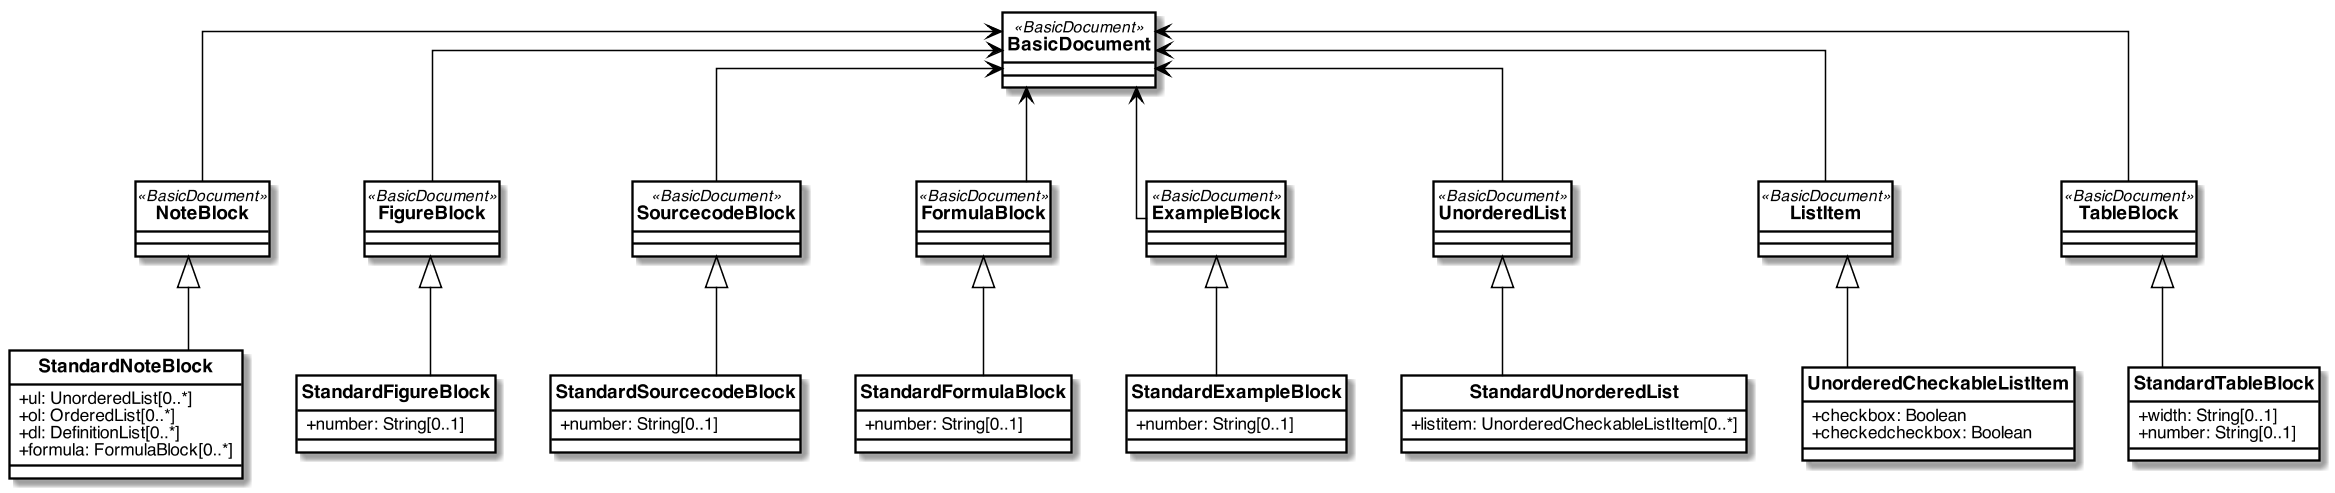 «BasicDocument»
BasicDocument
«BasicDocument»
NoteBlock
«BasicDocument»
FigureBlock
«BasicDocument»
SourcecodeBlock
«BasicDocument»
FormulaBlock
«BasicDocument»
ExampleBlock
«BasicDocument»
UnorderedList
«BasicDocument»
ListItem
«BasicDocument»
TableBlock
StandardNoteBlock
+ul: UnorderedList[0..*]
+ol: OrderedList[0..*]
+dl: DefinitionList[0..*]
+formula: FormulaBlock[0..*]
StandardFigureBlock
+number: String[0..1]
StandardSourcecodeBlock
+number: String[0..1]
StandardFormulaBlock
+number: String[0..1]
StandardExampleBlock
+number: String[0..1]
StandardUnorderedList
+listitem: UnorderedCheckableListItem[0..*]
UnorderedCheckableListItem
+checkbox: Boolean
+checkedcheckbox: Boolean
StandardTableBlock
+width: String[0..1]
+number: String[0..1]